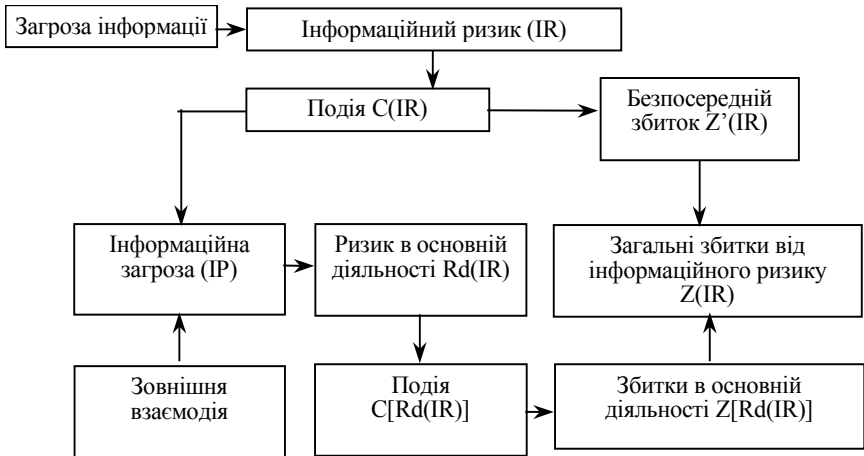 Загроза інформації
Інформаційний ризик (IR)
Подія C(IR)
Безпосередній
збиток Z’(IR)
Інформаційна
загроза (IP)
Ризик в основній
діяльності Rd(IR)
Загальні збитки від
інформаційного ризику
Z(IR)
Зовнішня
взаємодія
Подія
C[Rd(IR)]
Збитки в основній
діяльності Z[Rd(IR)]